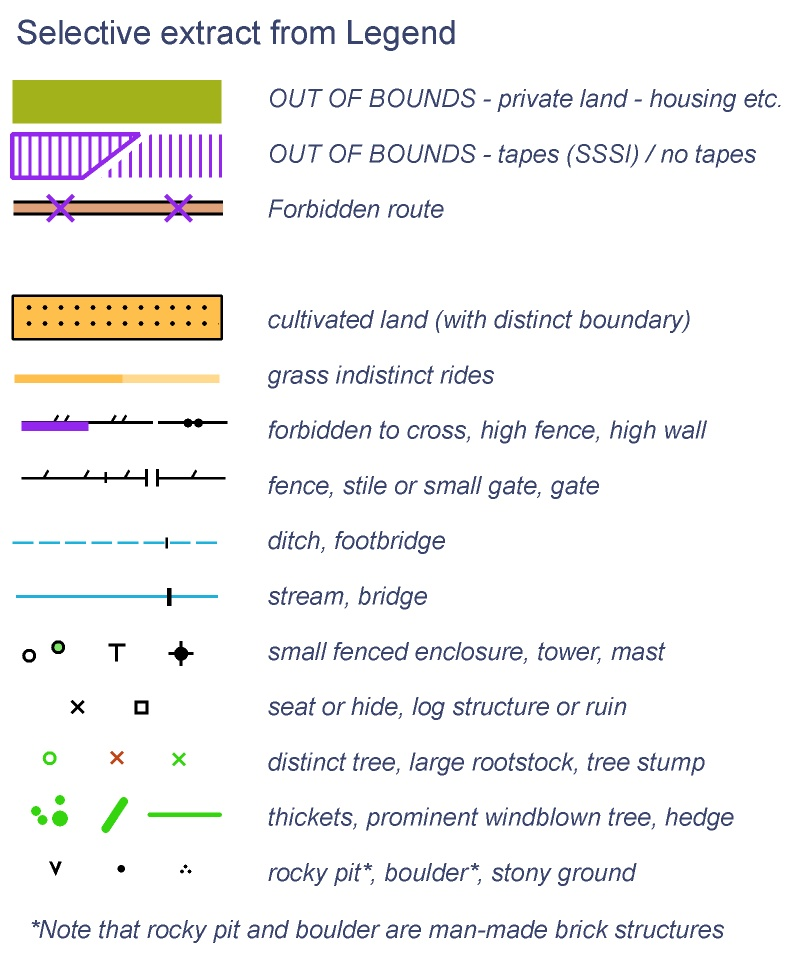 Selective extract from Legend
OUT OF BOUNDS - private land - housing etc.
OUT OF BOUNDS - tapes (SSSI) / no tapes
Forbidden route
cultivated land (with distinct boundary)
grass indistinct rides
forbidden to cross, high fence, high wall
fence, stile or small gate, gate
ditch, footbridge
stream, bridge
small fenced enclosure, tower, mast
seat or hide, log structure or ruin
distinct tree, large rootstock, tree stump
thickets, prominent windblown tree, hedge
rocky pit*, boulder*, stony ground
*Note that rocky pit and boulder are man-made brick structures